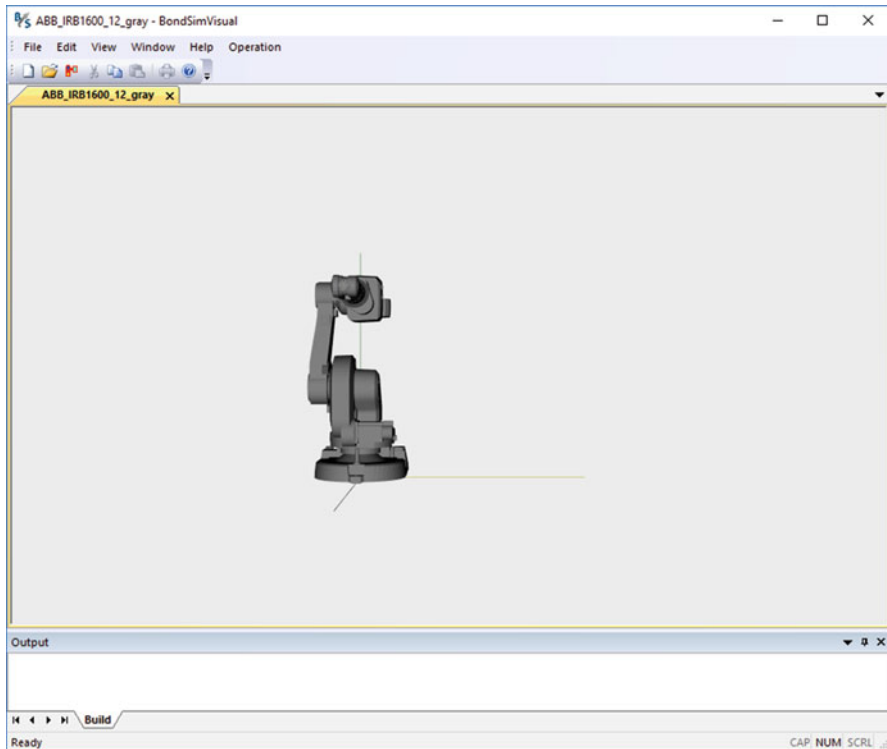 B/S ABB_IRB1600_12_gray - BondSimVisual
File Edit View Window Help Operation
ABB_IRB1600_12_gray
Output
Build
Ready CAP NUM SCRL